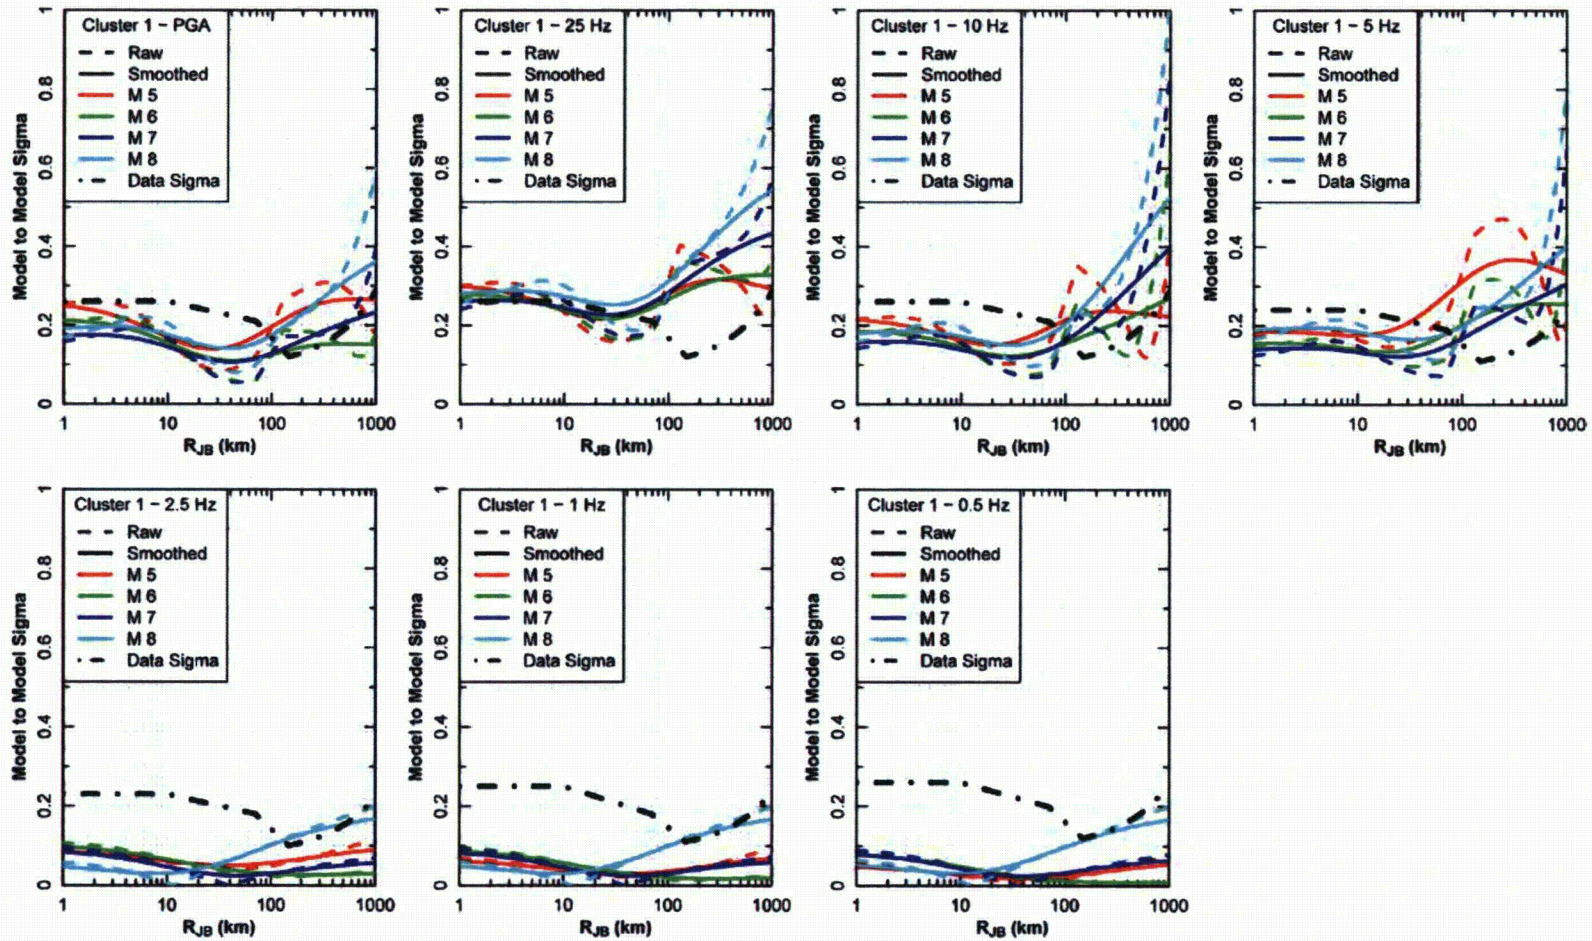 Cluster 1 − PGA
Raw
Smoothed
M 5
M 6
M 7
M 8
Data Sigma
Model to Model Sigma
0 0.2 0.4 0.6 0.8 1
1 10 100 1000
R_JB (km)
Cluster 1 − 25 Hz
Raw
Smoothed
M 5
M 6
M 7
M 8
Data Sigma
Model to Model Sigma
0 0.2 0.4 0.6 0.8 1
1 10 100 1000
R_JB (km)
Cluster 1 − 10 Hz
Raw
Smoothed
M 5
M 6
M 7
M 8
Data Sigma
Model to Model Sigma
0 0.2 0.4 0.6 0.8 1
1 10 100 1000
R_JB (km)
Cluster 1 − 5 Hz
Raw
Smoothed
M 5
M 6
M 7
M 8
Data Sigma
Model to Model Sigma
0 0.2 0.4 0.6 0.8 1
1 10 100 1000
R_JB (km)
Cluster 1 − 2.5 Hz
Raw
Smoothed
M 5
M 6
M 7
M 8
Data Sigma
Model to Model Sigma
0 0.2 0.4 0.6 0.8 1
1 10 100 1000
R_JB (km)
Cluster 1 − 1 Hz
Raw
Smoothed
M 5
M 6
M 7
M 8
Data Sigma
Model to Model Sigma
0 0.2 0.4 0.6 0.8 1
1 10 100 1000
R_JB (km)
Cluster 1 − 0.5 Hz
Raw
Smoothed
M 5
M 6
M 7
M 8
Data Sigma
Model to Model Sigma
0 0.2 0.4 0.6 0.8 1
1 10 100 1000
R_JB (km)